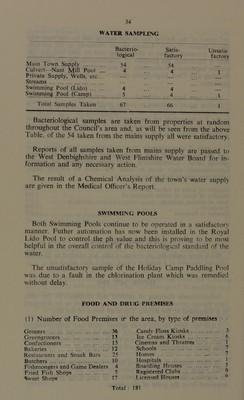 34
WATER SAMPLING
Bacterio-logical Satis-factory Unsatis-factory
Main Town Supply 54 54
Culvert—Nant Mill Pool 4 4 1
Private Supply, Wells, etc.
Streams
Swimming Pool (Lido) 4 4
Swimming Pool (Camp) 5 4 1
Total Samples Taken 67 66 1
Bacteriological samples are taken from properties at random
throughout the Council's area and, as will be seen from the above
Table, of the 54 taken from the mains supply all were satisfactory.
Reports of all samples taken from mains supply are passed to
the West Denbighshire and West Flintshire Water Board for in-
formation and any necessary action.
The result of a Chemical Analysis of the town's water supply
are given in the Medical Officer's Report.
SWIMMING POOLS
Both Swimming Pools continue to be operated in a satisfactory
manner. Futher automation has now been installed in the Royal
Lido Pool to control the ph value and this is proving to be most
helpful in the overall control of the bacteriological standard of the
water.
The unsatisfactory sample of the Holiday Camp Paddling Pool
was due to a fault in the chlorination plant which was remedied
without delay.
FOOD AND DRUG PREMISES
(1) Number of Food Premises in the area, by type of premises
Grocers 36
Greengrocers 13
Confectioners 13
Bakeries 12
Restaurants and Snack Bars 25
Butchers 10
Fishmongers and Game Dealers 4
Fried Fish Shops 7
Sweet Shops
Candy Floss Kiosks 3
Ice Cream Kiosks 6
Cinemas and Theatres
Schools
Homes 7
Hospitals 1
Boarding Houses
Registered Clubs
Licensed Houses
Total : 181